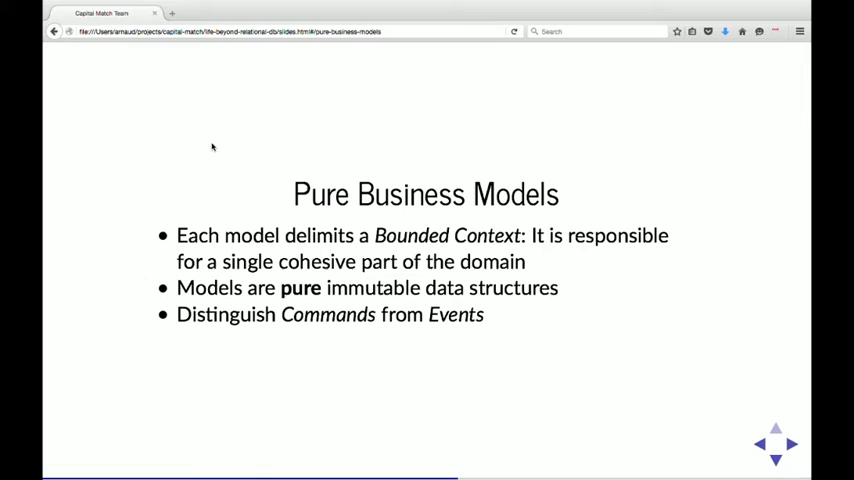 Capital Match Team
file:///Users/arnaud/projects/capital-match/life-beyond-relational-db/slides.html#/pure-business-models
Search
Pure Business Models
Each model delimits a Bounded Context: It is responsible
for a single cohesive part of the domain
Models are pure immutable data structures
Distinguish Commands from Events